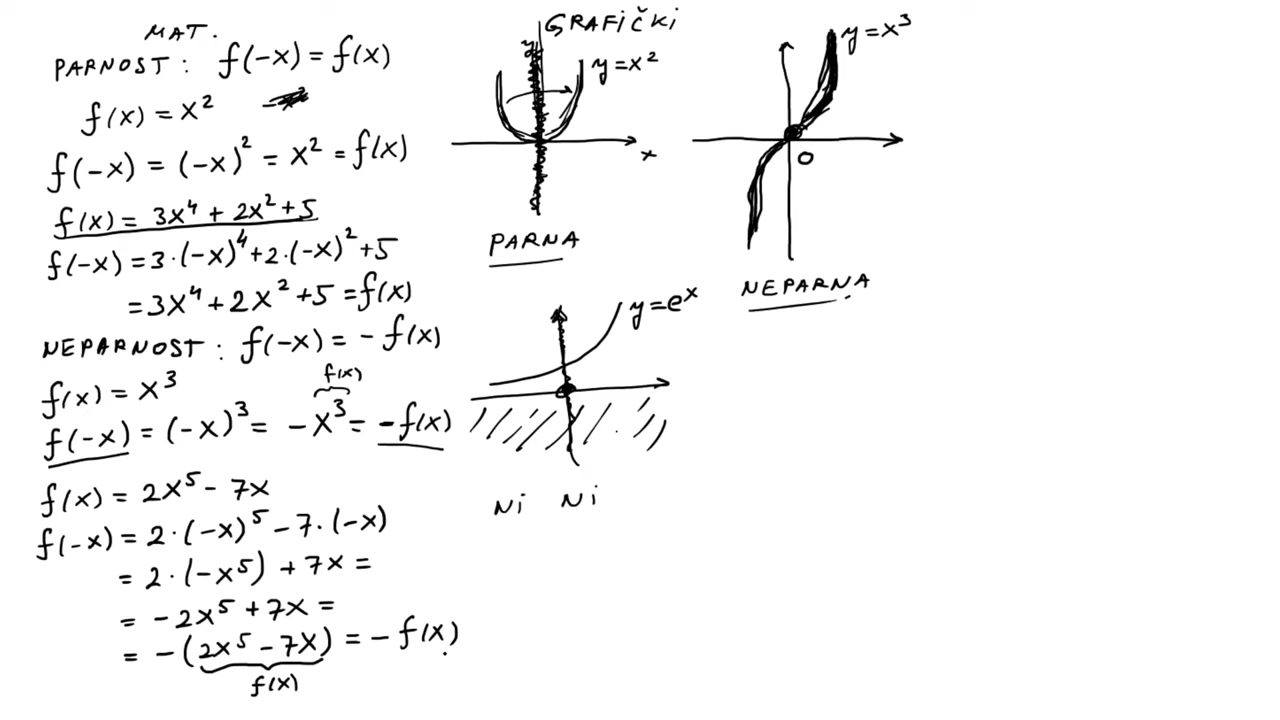 MAT.
PARNOST: f(-x) = f(x)
f(x) = x²
f(-x) = (-x)² = x² = f(x)
f(x) = 3x⁴ + 2x² + 5
f(-x) = 3·(-x)⁴ + 2·(-x)² + 5
= 3x⁴ + 2x² + 5 = f(x)
NEPARNOST: f(-x) = - f(x)
f(x) = x³
f(x)
f(-x) = (-x)³ = -x³ = -f(x)
f(x) = 2x⁵ - 7x
f(-x) = 2·(-x)⁵ - 7·(-x)
= 2·(-x⁵) + 7x =
= -2x⁵ + 7x =
= -(2x⁵ - 7x) = - f(x)
f(x)
GRAFIČKI
y
y = x²
x
PARNA
y = x³
0
NEPARNA
y = eˣ
Ni Ni